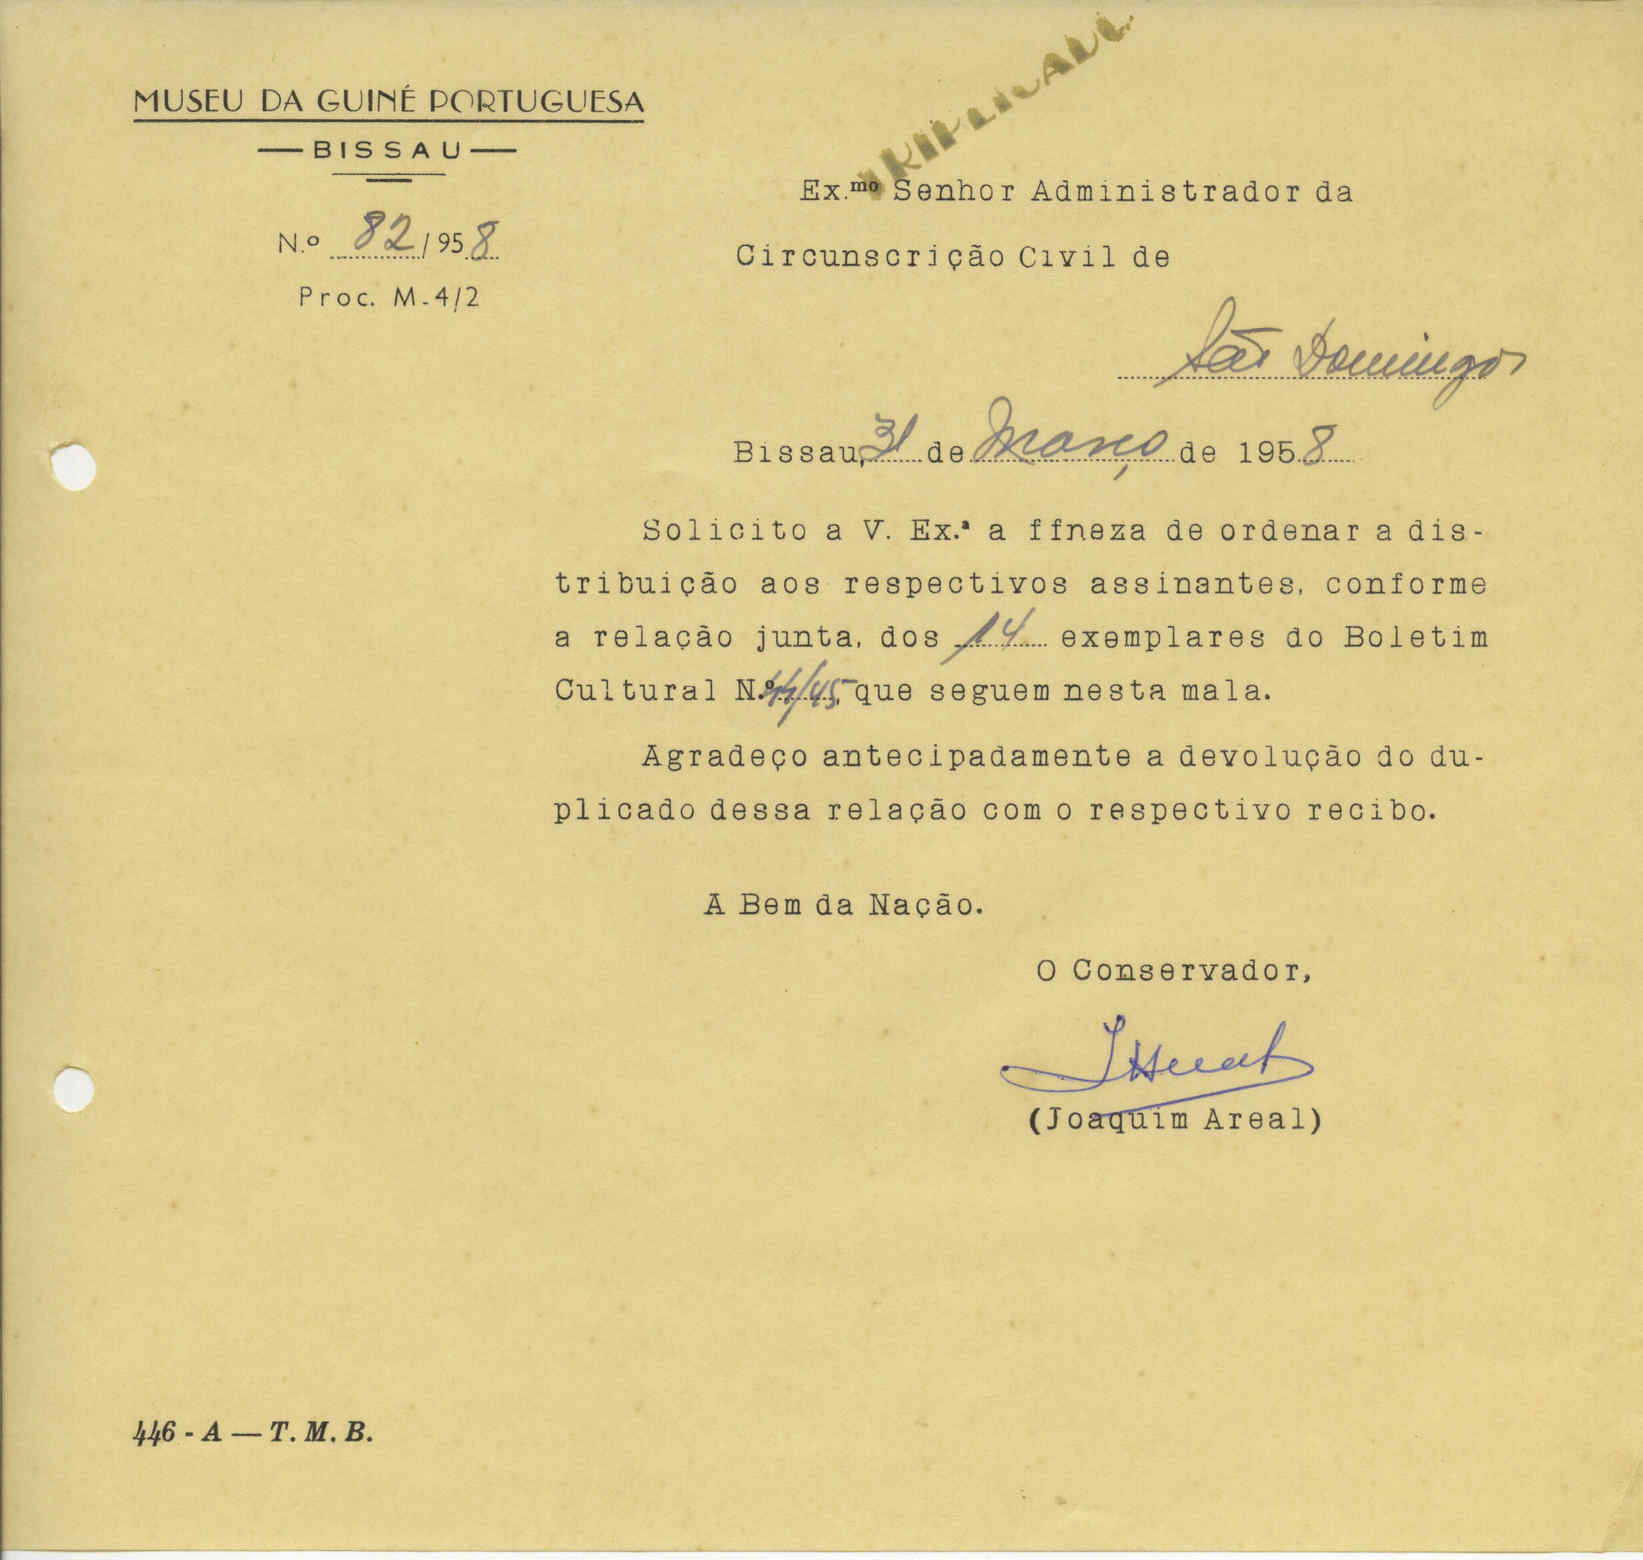 TRIPLICADO
MUSEU DA GUINÉ PORTUGUESA
— BISSAU —
N.º 82/958
Proc. M-4/2
Ex.mo Senhor Administrador da
Circunscrição Civil de
São Domingos
Bissau, 31 de Março de 1958
Solicito a V. Ex.ª a ffneza de ordenar a dis-
tribuição aos respectivos assinantes, conforme
a relação junta, dos 14 exemplares do Boletim
Cultural N.º 44/45, que seguem nesta mala.
Agradeço antecipadamente a devolução do du-
plicado dessa relação com o respectivo recibo.
A Bem da Nação.
O Conservador,
(Joaquim Areal)
446 - A — T. M. B.